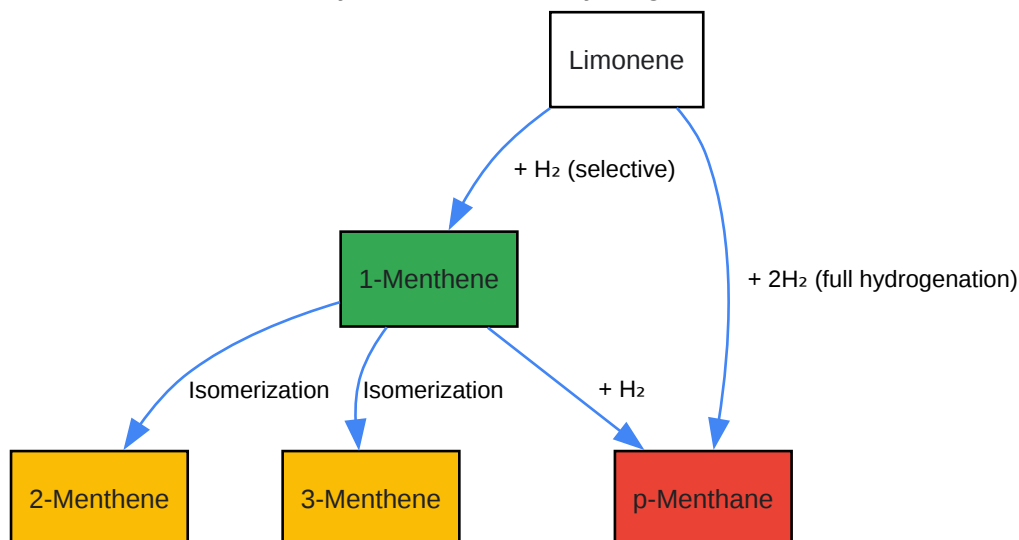 Limonene
+ H₂ (selective)
1-Menthene
+ 2H₂ (full hydrogenation)
Isomerization
Isomerization
+ H₂
2-Menthene
3-Menthene
p-Menthane